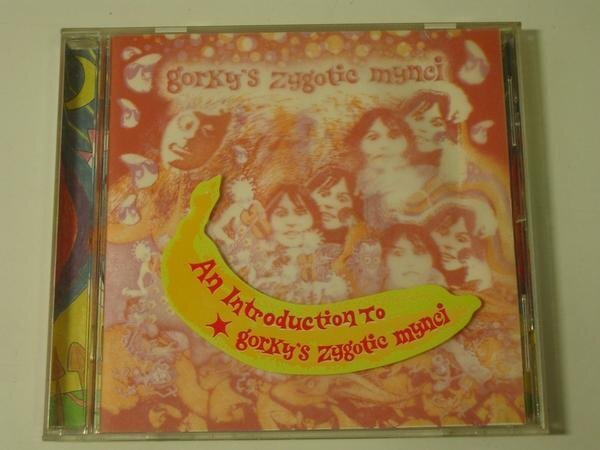 gorky's zygotic mynci
An Introduction To
gorky's zygotic mynci